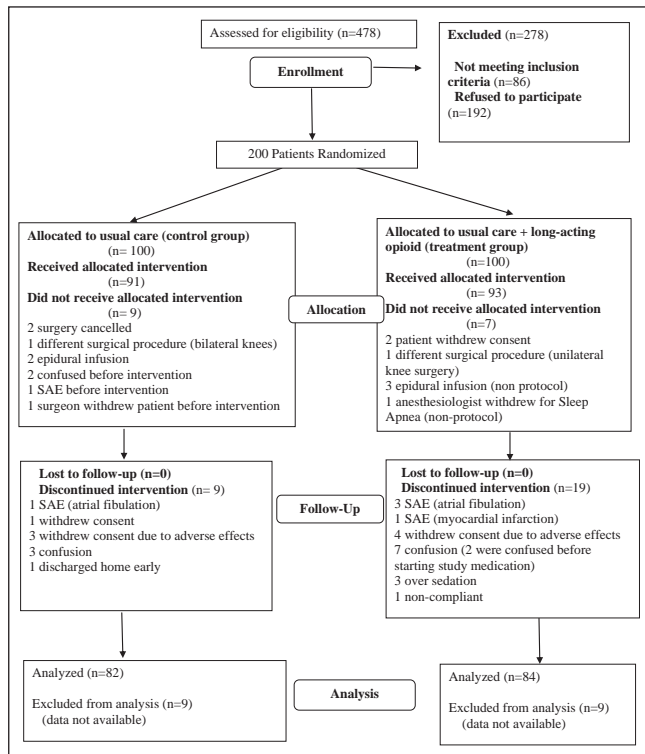 Assessed for eligibility (n=478)
Excluded (n=278)
Not meeting inclusion
criteria (n=86)
Refused to participate
(n=192)
Enrollment
200 Patients Randomized
Allocated to usual care (control group)
(n= 100)
Received allocated intervention
(n=91)
Did not receive allocated intervention
(n= 9)
2 surgery cancelled
1 different surgical procedure (bilateral knees)
2 epidural infusion
2 confused before intervention
1 SAE before intervention
1 surgeon withdrew patient before intervention
Allocation
Allocated to usual care + long-acting
opioid (treatment group)
(n=100)
Received allocated intervention
(n= 93)
Did not receive allocated intervention
(n=7)
2 patient withdrew consent
1 different surgical procedure (unilateral
knee surgery)
3 epidural infusion (non protocol)
1 anesthesiologist withdrew for Sleep
Apnea (non-protocol)
Lost to follow-up (n=0)
Discontinued intervention (n= 9)
1 SAE (atrial fibulation)
1 withdrew consent
3 withdrew consent due to adverse effects
3 confusion
1 discharged home early
Follow-Up
Lost to follow-up (n=0)
Discontinued intervention (n=19)
3 SAE (atrial fibulation)
1 SAE (myocardial infarction)
4 withdrew consent due to adverse effects
7 confusion (2 were confused before
starting study medication)
3 over sedation
1 non-compliant
Analyzed (n=82)
Excluded from analysis (n=9)
(data not available)
Analysis
Analyzed (n=84)
Excluded from analysis (n=9)
(data not available)